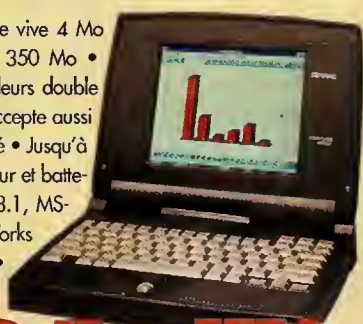 e vive 4 Mo
350 Mo •
leurs double
ccepte aussi
é • Jusqu'à
ur et batte-
3.1, MS-
orks
•